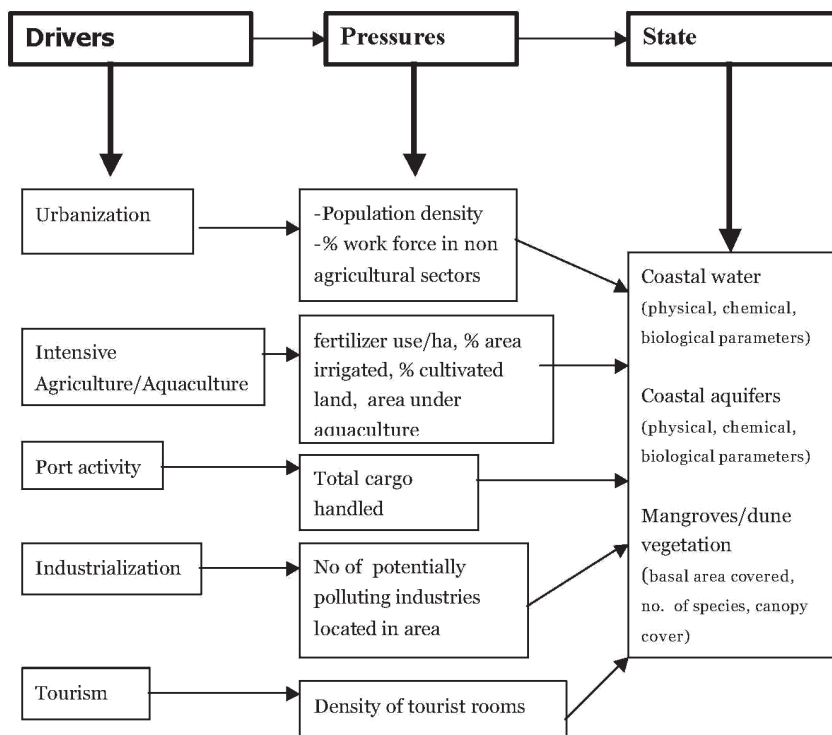 Drivers
Pressures
State
Urbanization
-Population density
-% work force in non
agricultural sectors
Intensive
Agriculture/Aquaculture
fertilizer use/ha, % area
irrigated, % cultivated
land, area under
aquaculture
Port activity
Total cargo
handled
Industrialization
No of potentially
polluting industries
located in area
Tourism
Density of tourist rooms
Coastal water
(physical, chemical,
biological parameters)
Coastal aquifers
(physical, chemical,
biological parameters)
Mangroves/dune
vegetation
(basal area covered,
no. of species, canopy
cover)